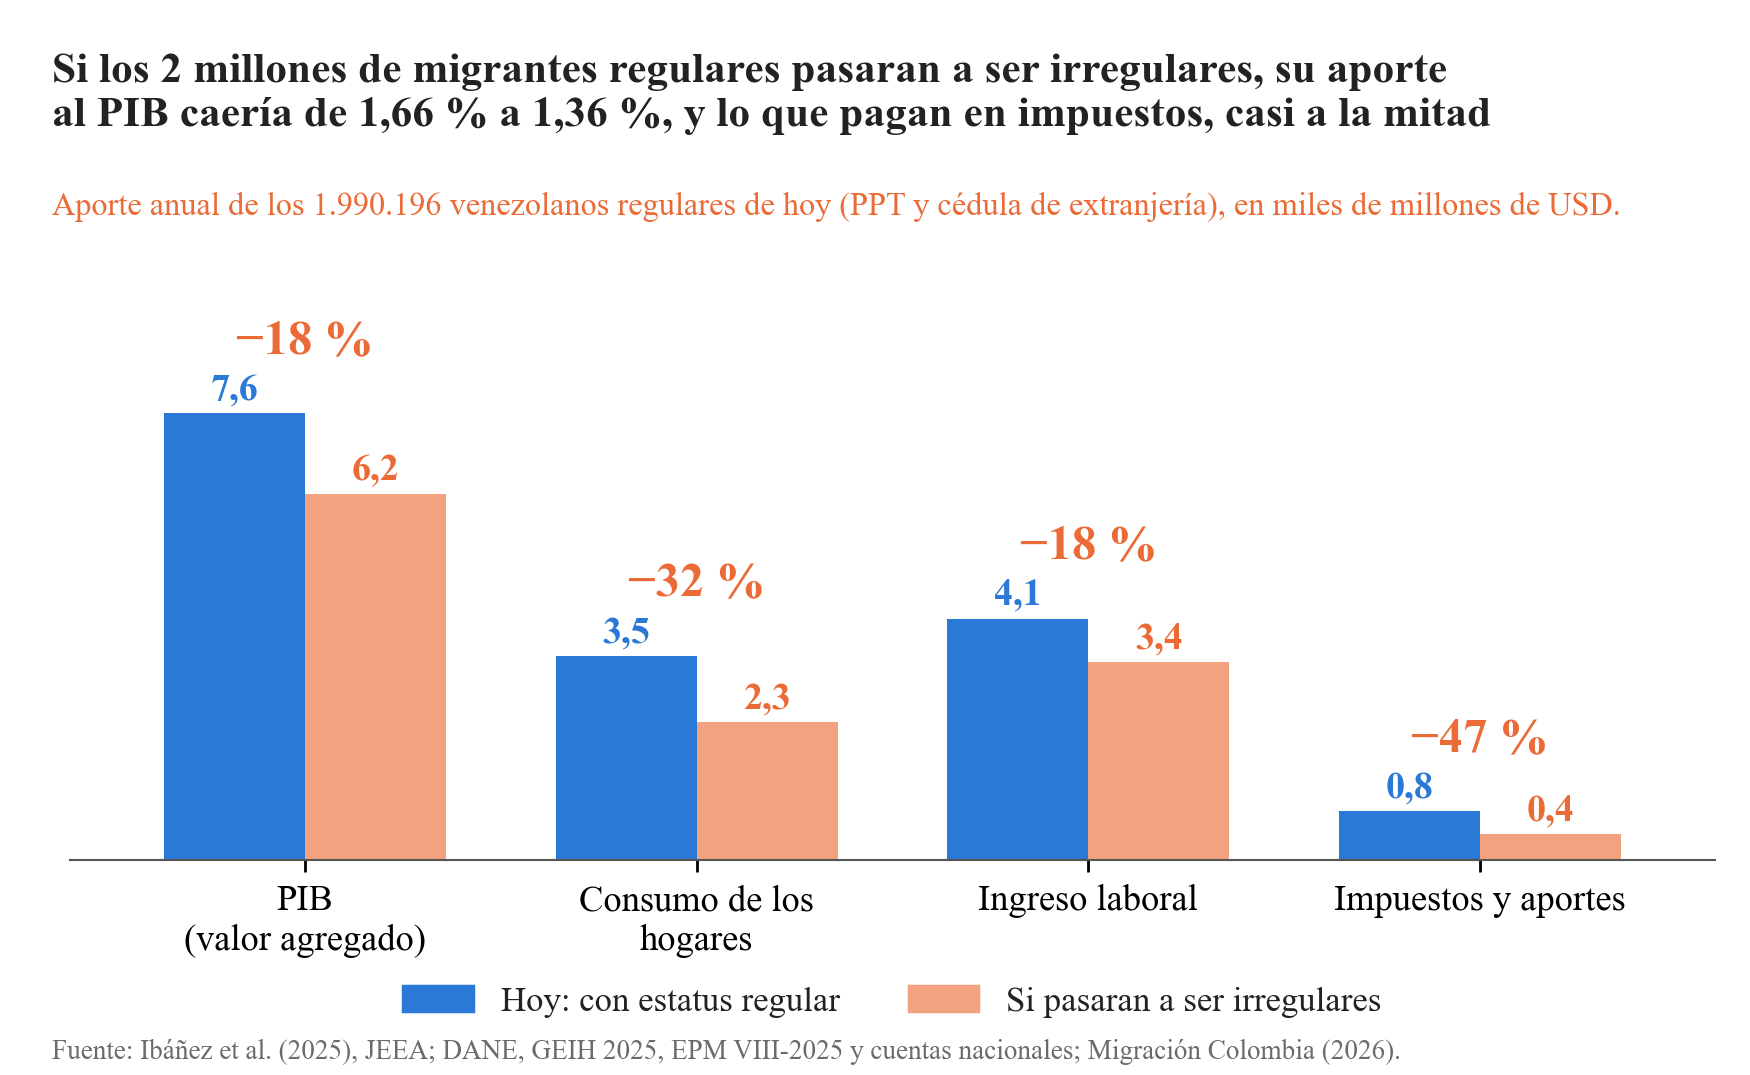 Si los 2 millones de migrantes regulares pasaran a ser irregulares, su aporte
al PIB caería de 1,66 % a 1,36 %, y lo que pagan en impuestos, casi a la mitad
Aporte anual de los 1.990.196 venezolanos regulares de hoy (PPT y cédula de extranjería), en miles de millones de USD.
−18 %
7,6
6,2
−32 %
3,5
2,3
−18 %
4,1
3,4
−47 %
0,8
0,4
PIB
(valor agregado)
Consumo de los
hogares
Ingreso laboral
Impuestos y aportes
Hoy: con estatus regular
Si pasaran a ser irregulares
Fuente: Ibáñez et al. (2025), JEEA; DANE, GEIH 2025, EPM VIII-2025 y cuentas nacionales; Migración Colombia (2026).